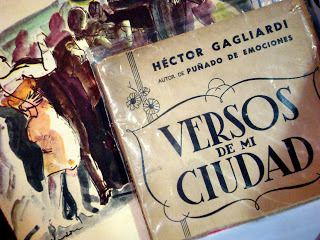 HÉCTOR GAGLIARDI
AUTOR DE PUÑADO DE EMOCIONES
VERSOS
DE MI
CIUDAD